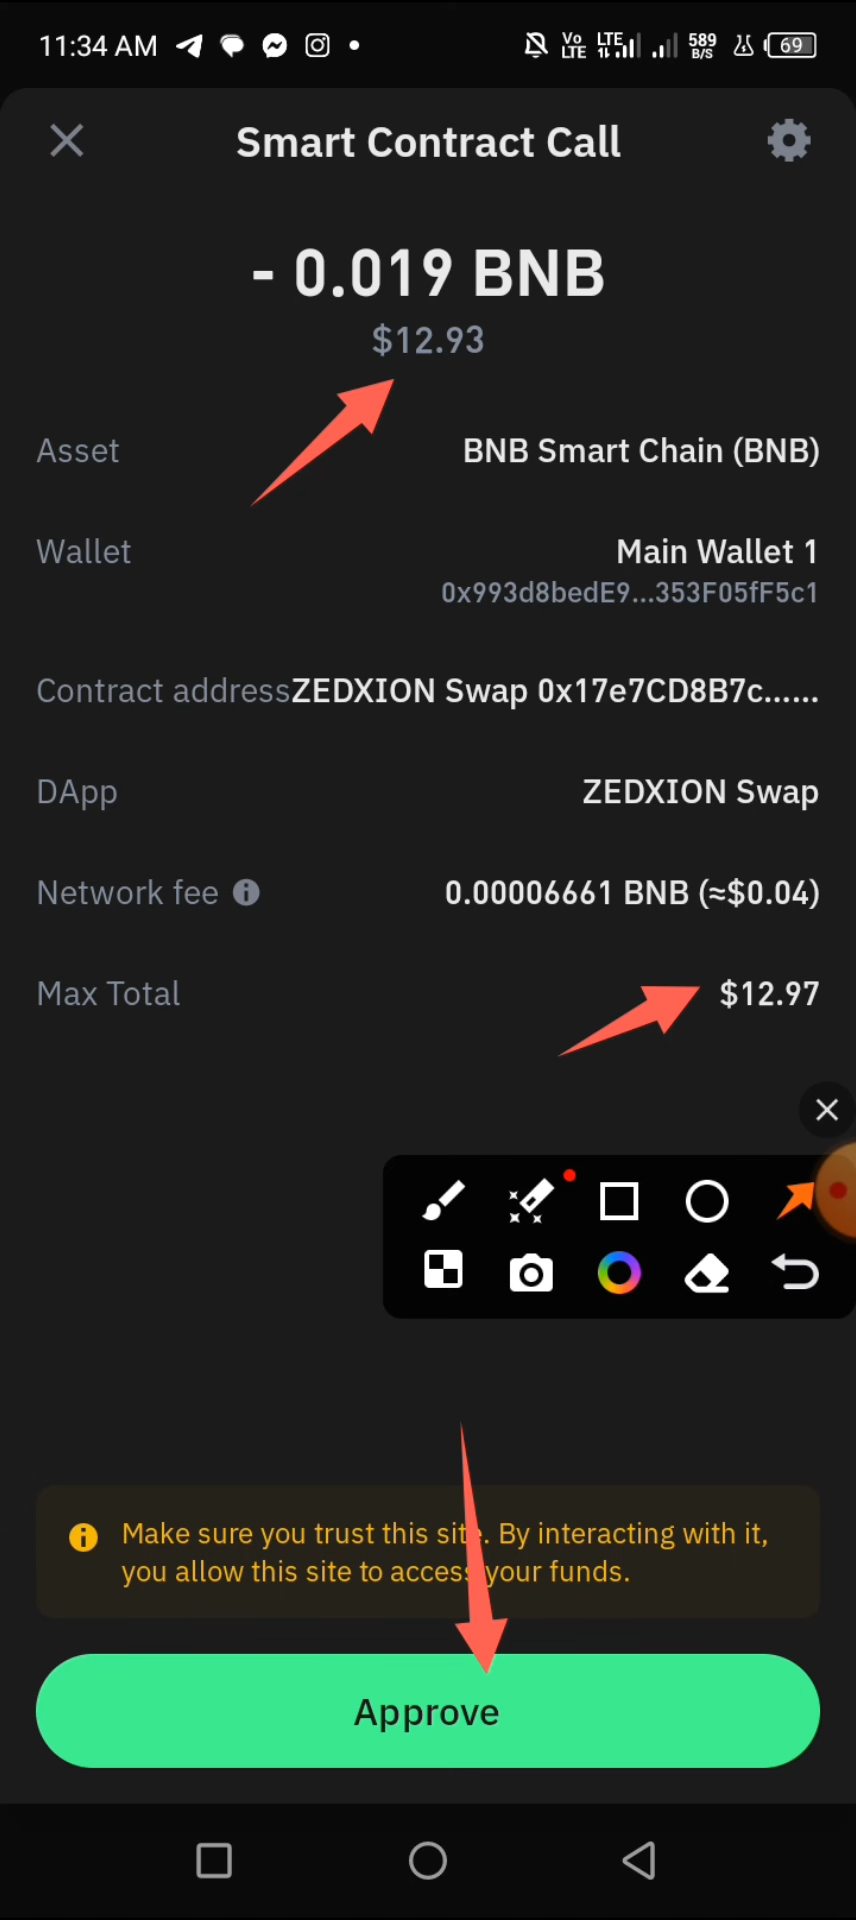 11:34 AM
Vo LTE
LTE
589 B/S
69
Smart Contract Call
- 0.019 BNB
$12.93
Asset BNB Smart Chain (BNB)
Wallet Main Wallet 1
0x993d8bedE9...353F05fF5c1
Contract address ZEDXION Swap 0x17e7CD8B7c......
DApp ZEDXION Swap
Network fee 0.00006661 BNB (≈$0.04)
Max Total $12.97
Make sure you trust this site. By interacting with it,
you allow this site to access your funds.
Approve